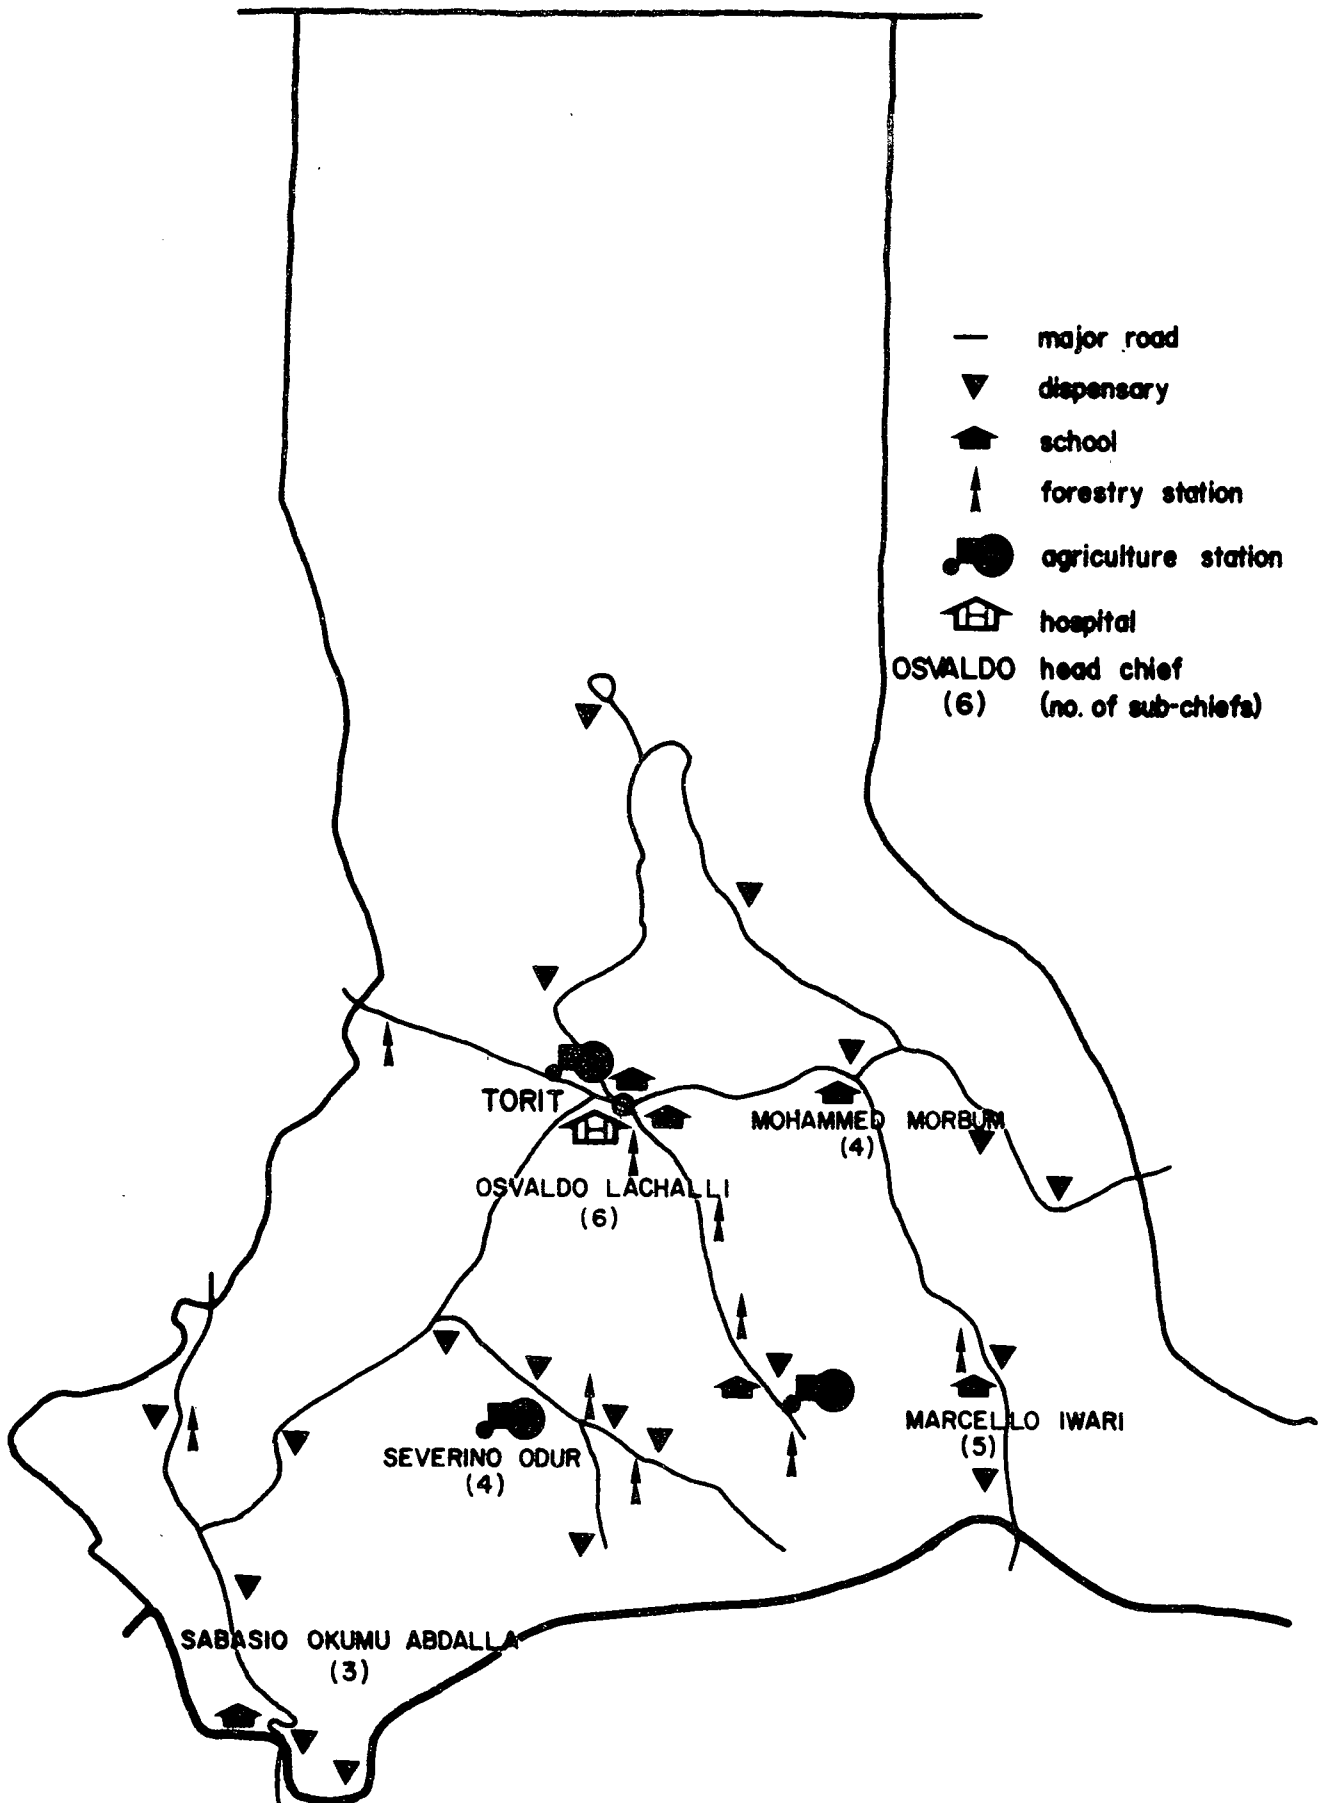 major road
dispensary
school
forestry station
agriculture station
H hospital
OSVALDO head chief
(6) (no. of sub-chiefs)
TORIT
H
MOHAMMED MORBUM
(4)
OSVALDO LACHALLI
(6)
MARCELLO IWARI
(5)
SEVERINO ODUR
(4)
SABASIO OKUMU ABDALLA
(3)